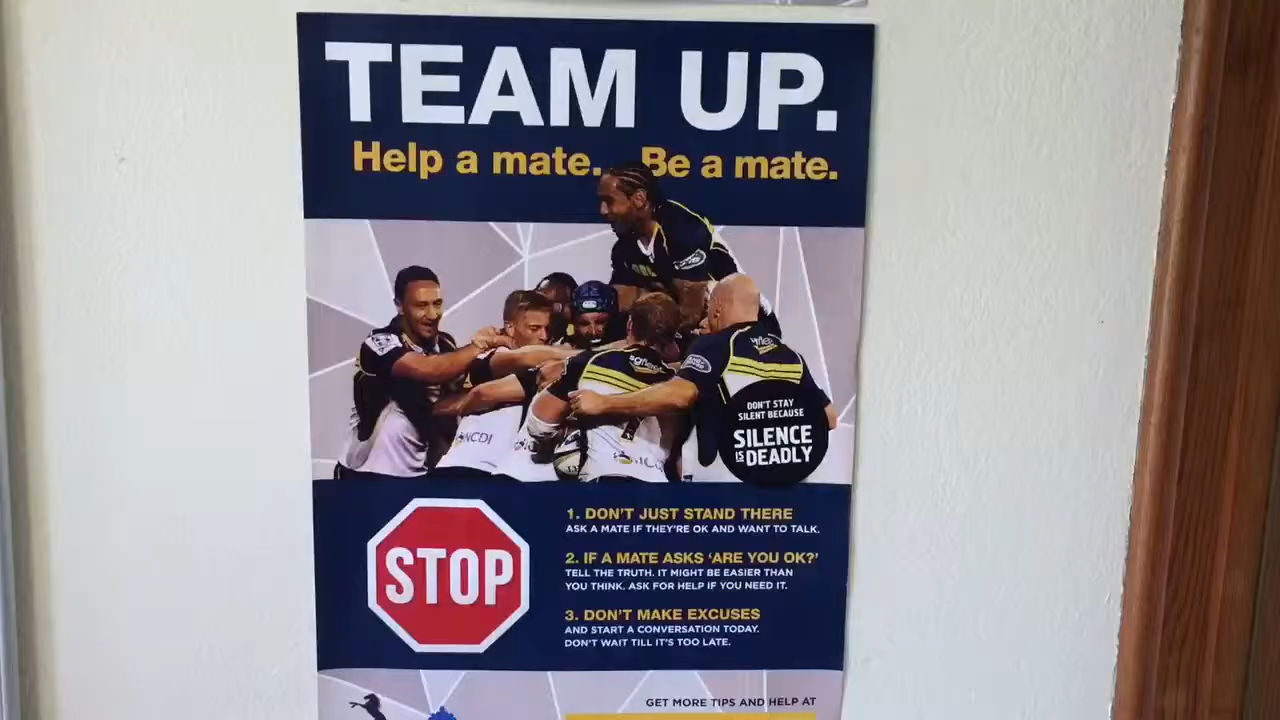 TEAM UP.
Help a mate. Be a mate.
DON'T STAY
SILENT BECAUSE
SILENCE
IS DEADLY
NCDI
STOP
1. DON'T JUST STAND THERE
ASK A MATE IF THEY'RE OK AND WANT TO TALK.
2. IF A MATE ASKS 'ARE YOU OK?'
TELL THE TRUTH. IT MIGHT BE EASIER THAN
YOU THINK. ASK FOR HELP IF YOU NEED IT.
3. DON'T MAKE EXCUSES
AND START A CONVERSATION TODAY.
DON'T WAIT TILL IT'S TOO LATE.
GET MORE TIPS AND HELP AT